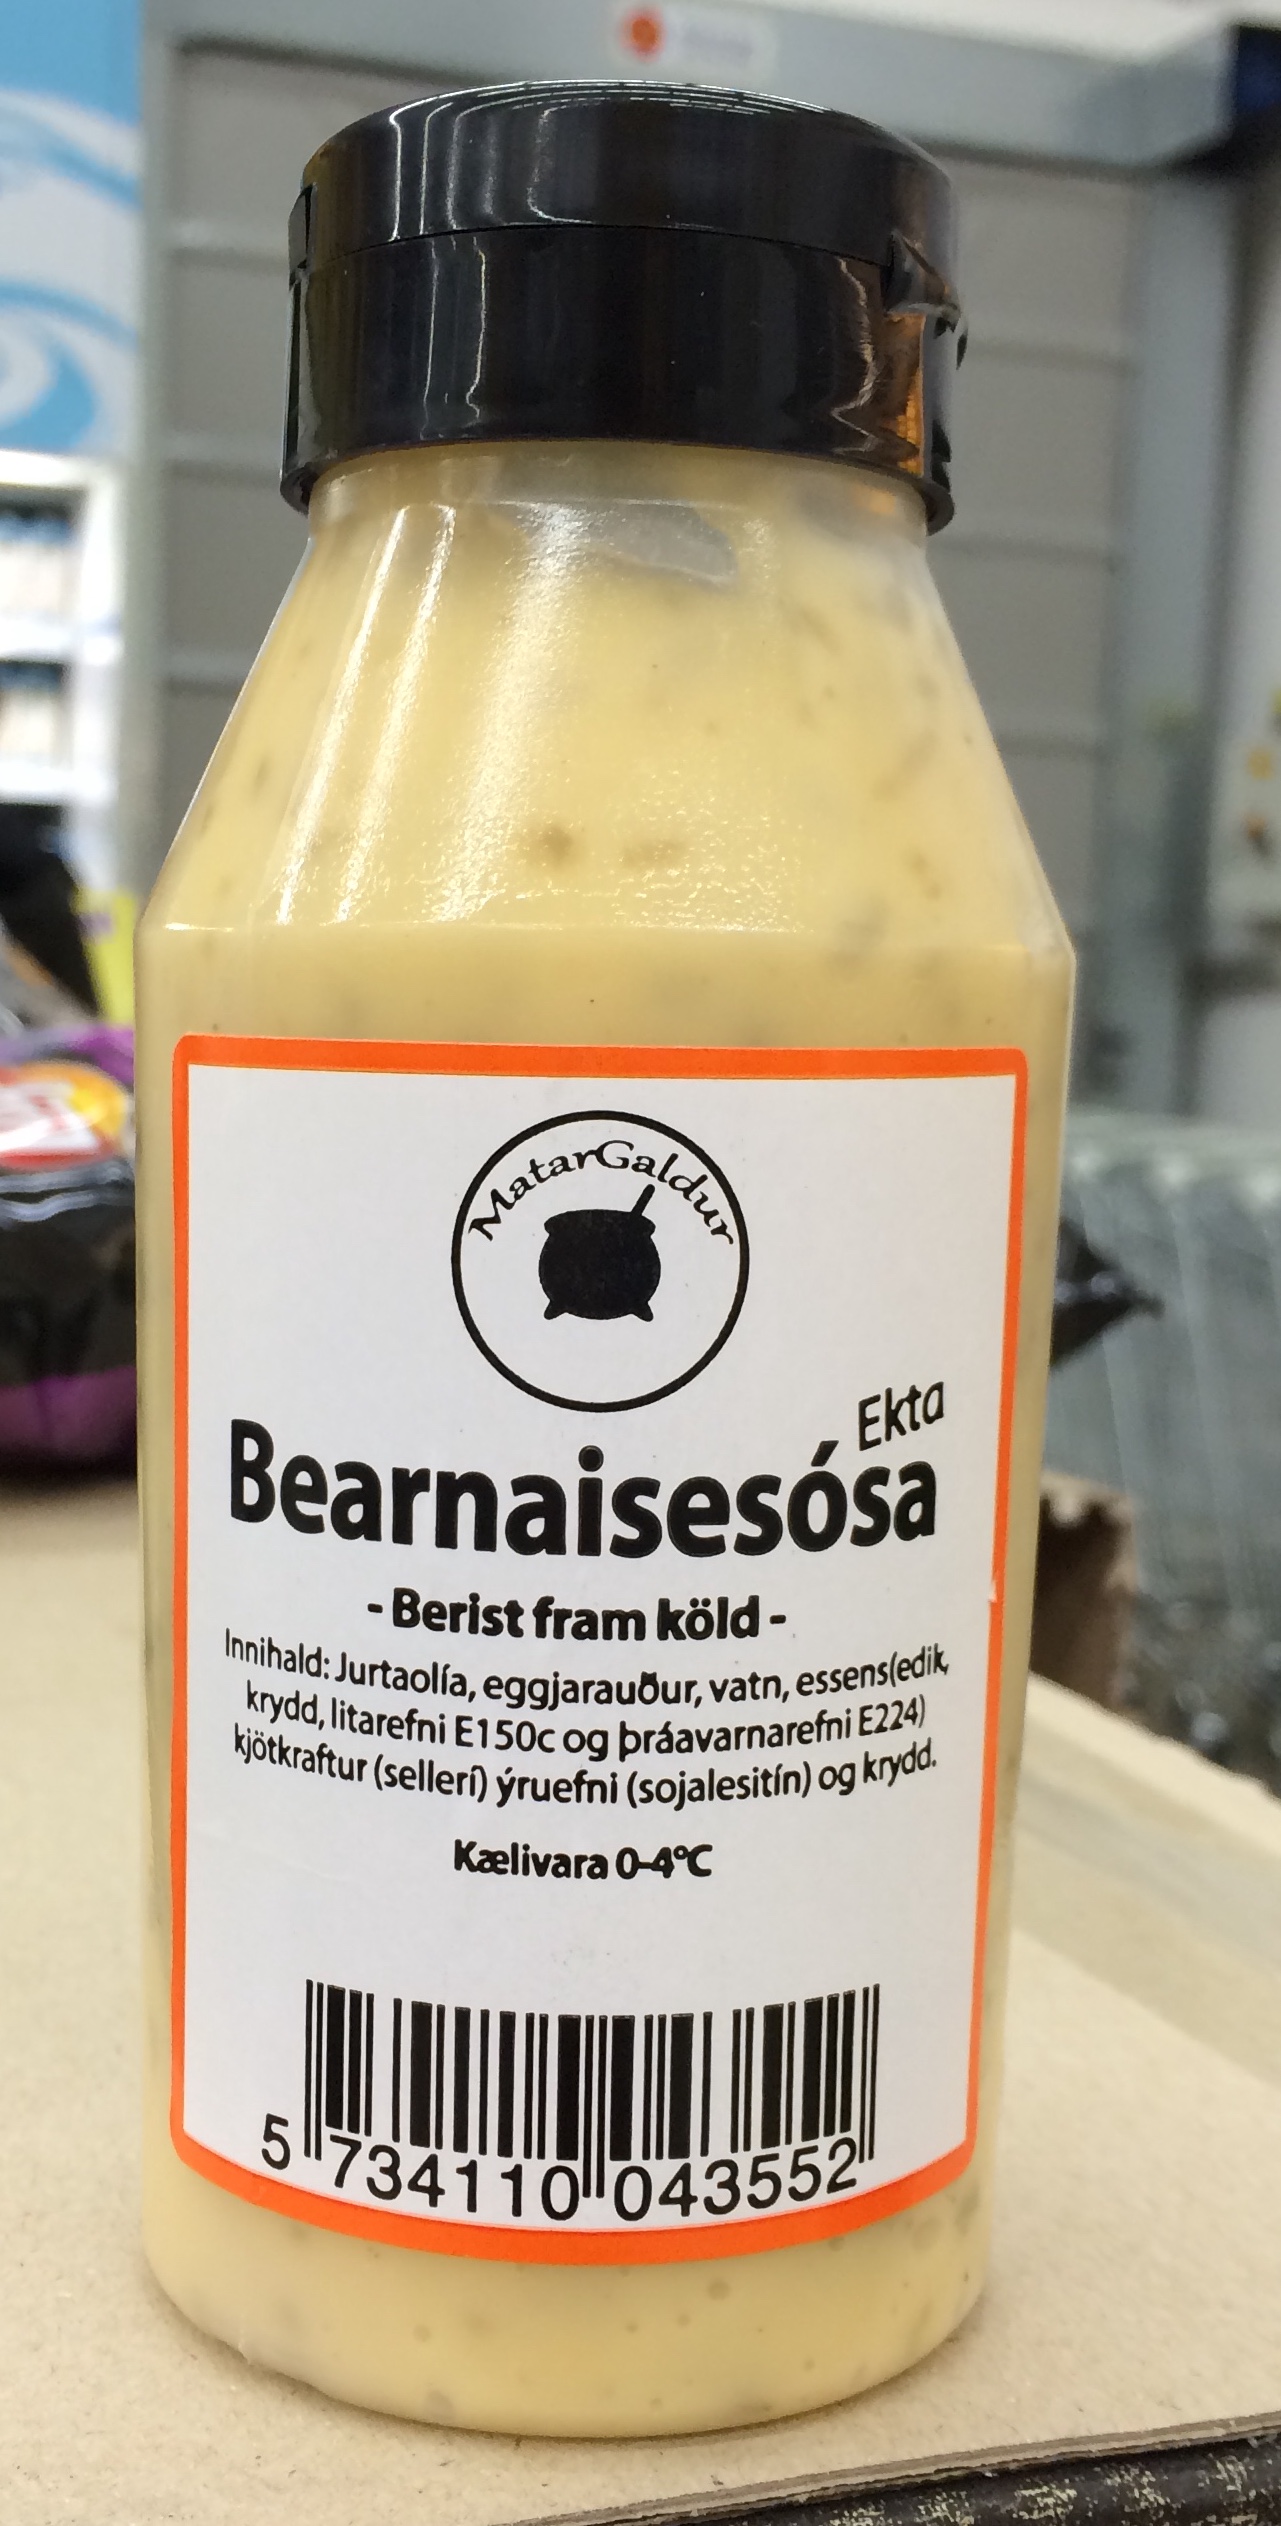 MatarGaldur
Ekta
Bearnaisesósa
- Berist fram köld -
Innihald: Jurtaolía, eggjarauður, vatn, essens(edik,
krydd, litarefni E150c og þráavarnarefni E224)
kjötkraftur (sellerí) ýruefni (sojalesitín) og krydd.
Kælivara 0-4°C
5 734110 043552